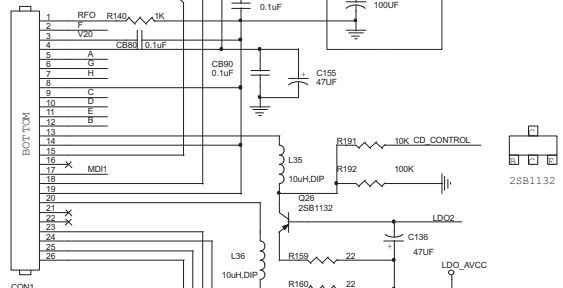 0.1uF
100UF
1 RFO R140 1K
2 F
3 V20
4 CB80 0.1uF
5 A
6 G
7 H
8
9 C
10 D
11 E
12 B
13
14
15
16
17 MDI1
18
19
20
21
22
23
24
25
26
BOTTOM
CON1
CB90
0.1uF
C155
47UF
+
L35
10uH,DIP
R191 10K CD_CONTROL
R192 100K
Q26
2SB1132
LDO2
C136
47UF
+
L36
10uH,DIP
R159 22
R160 22
LDO_AVCC
C
B C E
2SB1132